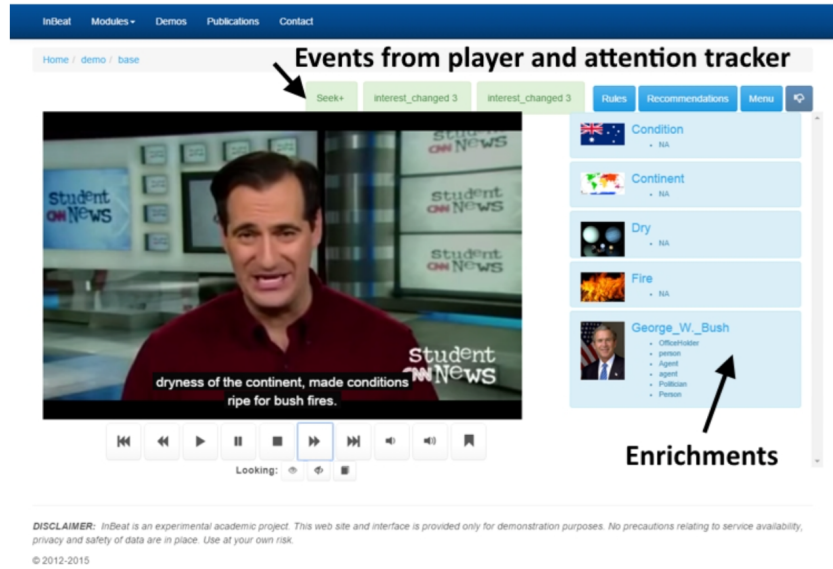 InBeat Modules Demos Publications Contact
Home / demo / base
Events from player and attention tracker
Seek+ interest_changed 3 interest_changed 3 Rules Recommendations Menu
Student
CNN News
Student
CNN News
Student
CNN News
Student
CNN News
Student
News
dryness of the continent, made conditions
ripe for bush fires.
Condition
NA
Continent
NA
Dry
NA
Fire
NA
George_W._Bush
OfficeHolder
person
Agent
agent
Politician
Person
Enrichments
Looking:
DISCLAIMER: InBeat is an experimental academic project. This web site and interface is provided only for demonstration purposes. No precautions relating to service availability,
privacy and safety of data are in place. Use at your own risk.
© 2012-2015